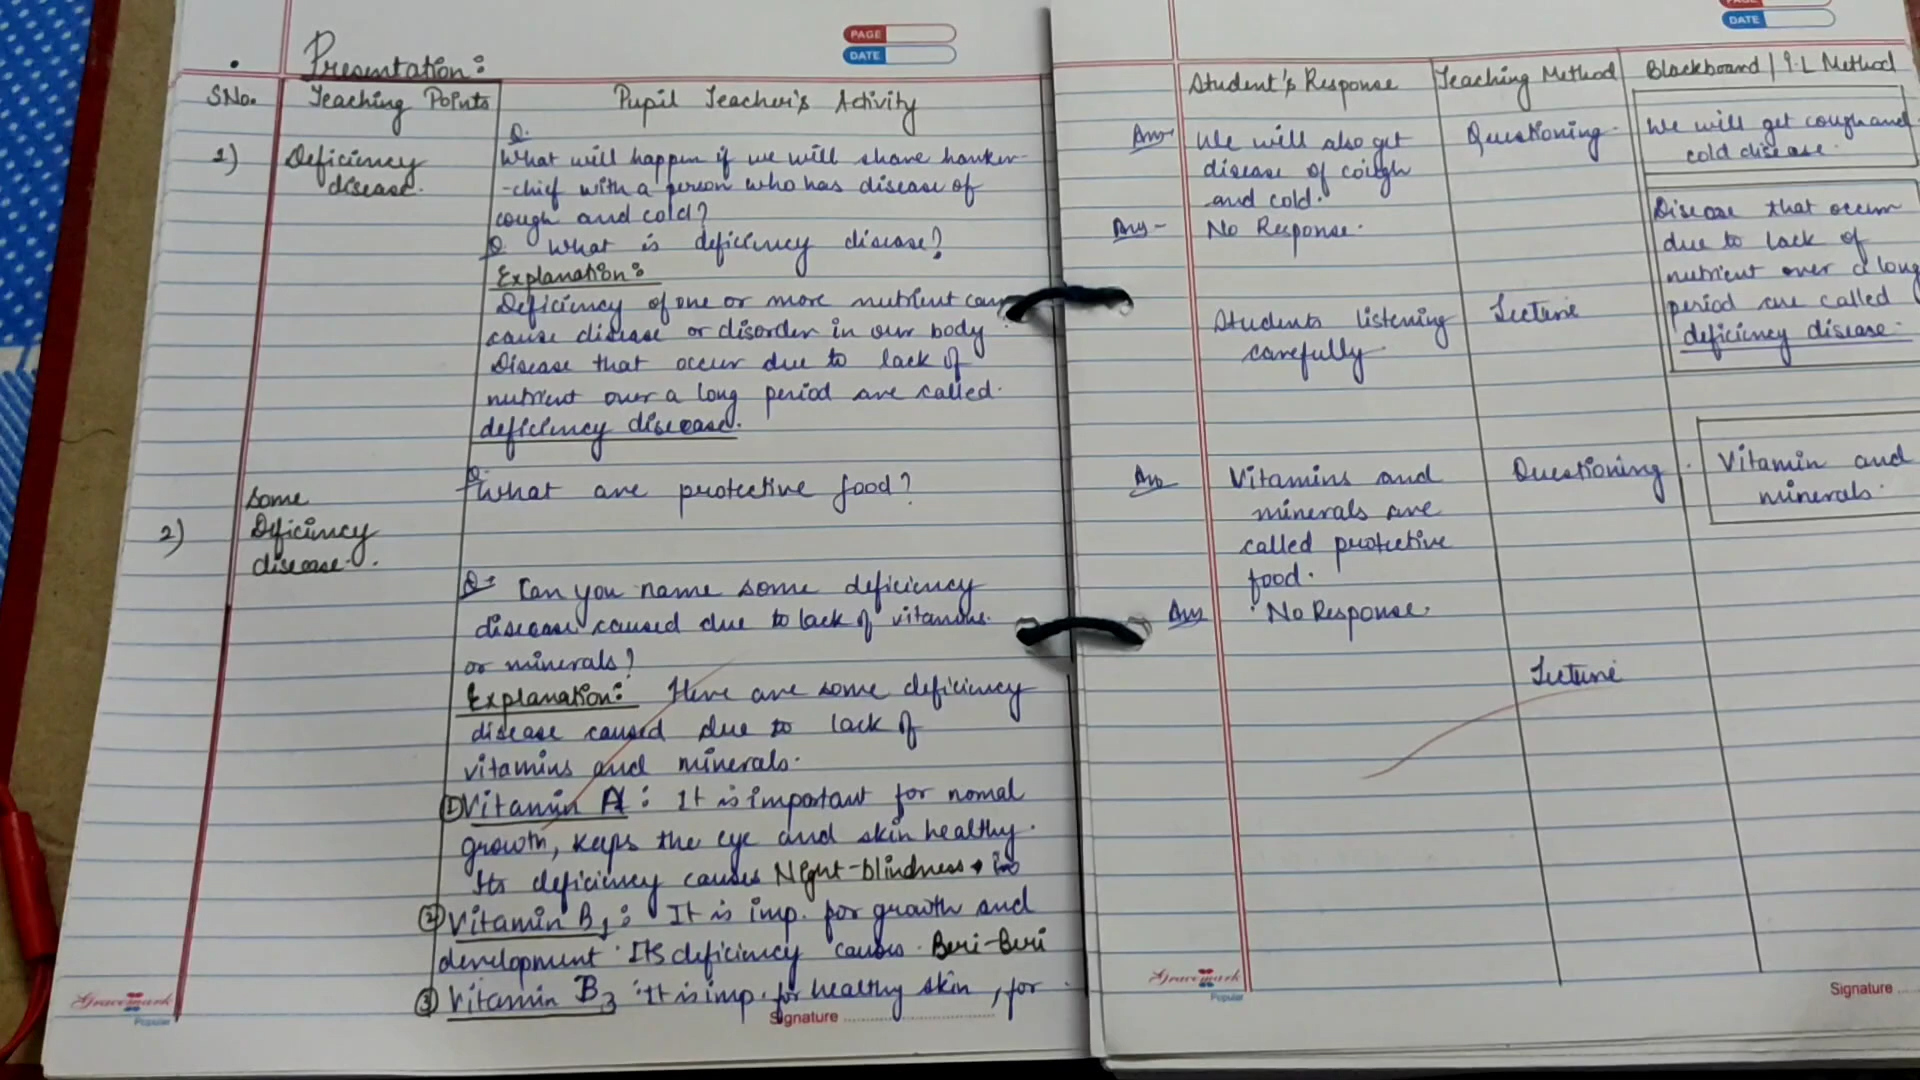 PAGE
DATE
Presentation:
SNo.
Teaching Points
Pupil Teacher's Activity
1)
Deficiency
disease.
Q.
What will happen if we will share hanker-
-chief with a person who has disease of
cough and cold?
Q What is deficiency disease?
Explanation:
Deficiency of one or more nutrient can
cause disease or disorder in our body
Disease that occur due to lack of
nutrient over a long period are called.
deficiency disease.
2)
some
Deficiency
disease.
Q.
What are protective food?
Q: Can you name some deficiency
disease caused due to lack of vitamins.
or minerals?
Explanation: Here are some deficiency
disease caused due to lack of
vitamins and minerals.
① Vitamin A: It is important for nomal
growth, keeps the eye and skin healthy.
Its deficiency causes Night-blindness
② Vitamin B1: It is imp. for growth and
development. Its deficiency causes. Beri-Beri
③ Vitamin B3: It is imp. for healthy skin, for
Gracemark
Popular
Signature
PAGE
DATE
Student's Response
Teaching Method
Blackboard / I.L Method
Ans-
We will also get
disease of coigh
and cold.
Questioning.
We will get cough and
cold disease.
Ans-
No Response.
Disease that occur
due to lack of
nutrient over a long
period are called
deficiency disease.
Students listening
carefully.
Lecture
Ans
Vitamins and
minerals are
called protective
food.
Questioning
Vitamin and
minerals.
Ans
No Response.
Lecture
Gracemark
Popular
Signature